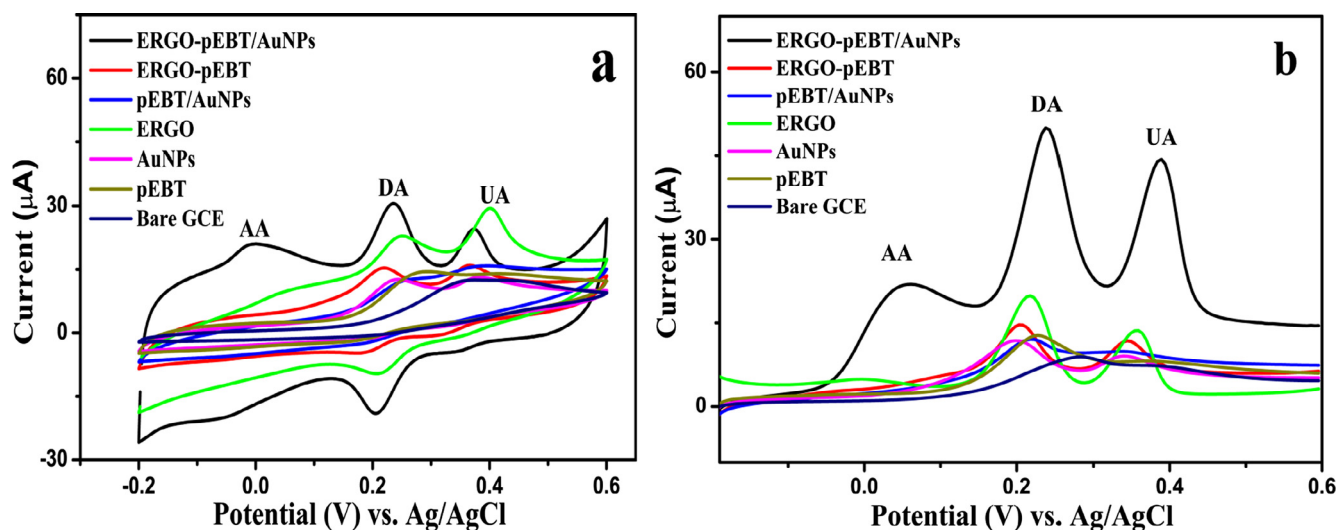 a
ERGO-pEBT/AuNPs
ERGO-pEBT
pEBT/AuNPs
ERGO
AuNPs
pEBT
Bare GCE
AA
DA
UA
60
30
0
-30
Current (μA)
-0.2 0.0 0.2 0.4 0.6
Potential (V) vs. Ag/AgCl
b
ERGO-pEBT/AuNPs
ERGO-pEBT
pEBT/AuNPs
ERGO
AuNPs
pEBT
Bare GCE
AA
DA
UA
60
30
0
Current (μA)
0.0 0.2 0.4 0.6
Potential (V) vs. Ag/AgCl